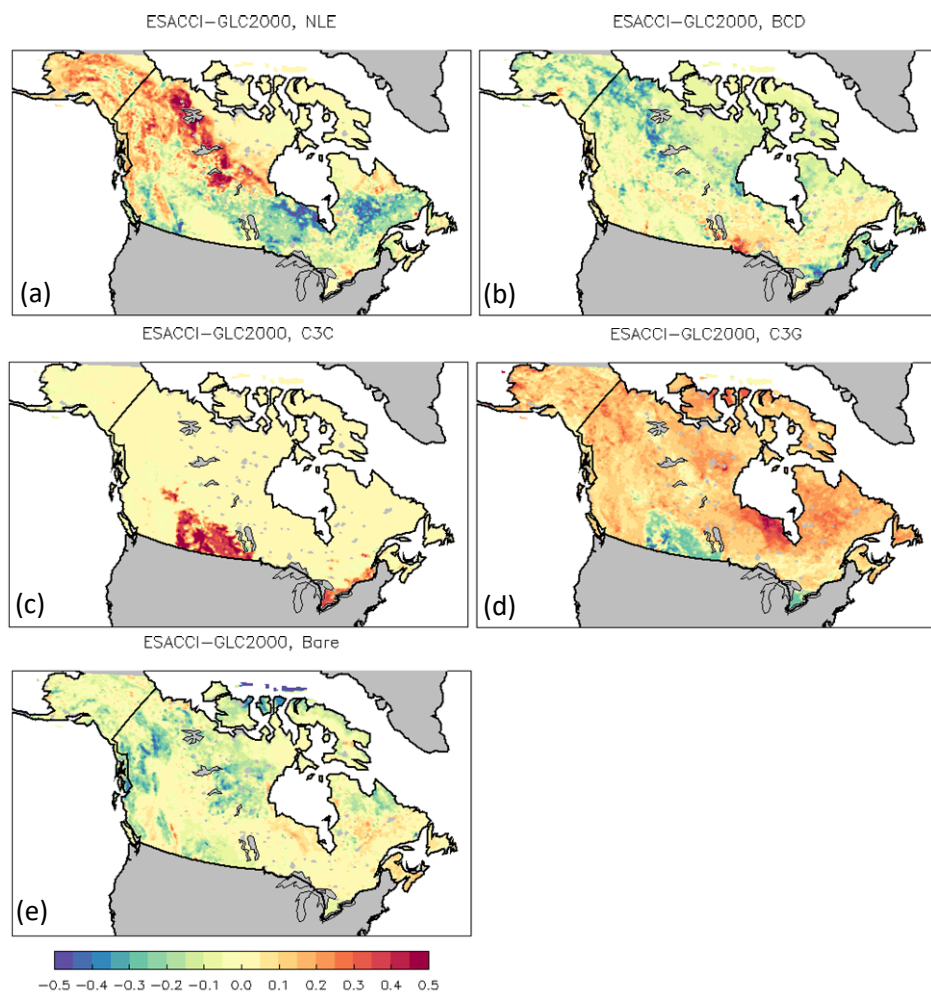 ESACCI−GLC2000, NLE
ESACCI−GLC2000, BCD
(a)
(b)
ESACCI−GLC2000, C3C
ESACCI−GLC2000, C3G
(c)
(d)
ESACCI−GLC2000, Bare
(e)
−0.5 −0.4 −0.3 −0.2 −0.1 0.0 0.1 0.2 0.3 0.4 0.5